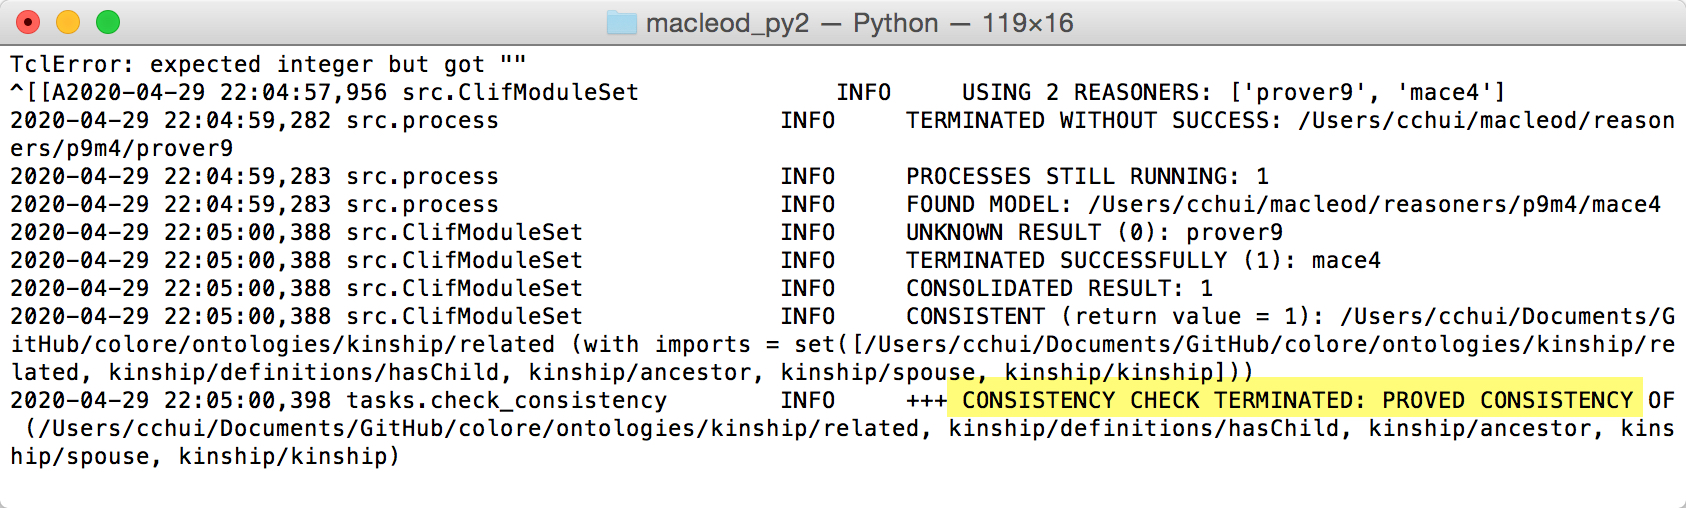 macleod_py2 — Python — 119×16
TclError: expected integer but got ""
^[[A2020-04-29 22:04:57,956 src.ClifModuleSet              INFO     USING 2 REASONERS: ['prover9', 'mace4']
2020-04-29 22:04:59,282 src.process                    INFO     TERMINATED WITHOUT SUCCESS: /Users/cchui/macleod/reason
ers/p9m4/prover9
2020-04-29 22:04:59,283 src.process                    INFO     PROCESSES STILL RUNNING: 1
2020-04-29 22:04:59,283 src.process                    INFO     FOUND MODEL: /Users/cchui/macleod/reasoners/p9m4/mace4
2020-04-29 22:05:00,388 src.ClifModuleSet              INFO     UNKNOWN RESULT (0): prover9
2020-04-29 22:05:00,388 src.ClifModuleSet              INFO     TERMINATED SUCCESSFULLY (1): mace4
2020-04-29 22:05:00,388 src.ClifModuleSet              INFO     CONSOLIDATED RESULT: 1
2020-04-29 22:05:00,388 src.ClifModuleSet              INFO     CONSISTENT (return value = 1): /Users/cchui/Documents/G
itHub/colore/ontologies/kinship/related (with imports = set([/Users/cchui/Documents/GitHub/colore/ontologies/kinship/re
lated, kinship/definitions/hasChild, kinship/ancestor, kinship/spouse, kinship/kinship]))
2020-04-29 22:05:00,398 tasks.check_consistency        INFO     +++ CONSISTENCY CHECK TERMINATED: PROVED CONSISTENCY OF
 (/Users/cchui/Documents/GitHub/colore/ontologies/kinship/related, kinship/definitions/hasChild, kinship/ancestor, kins
hip/spouse, kinship/kinship)